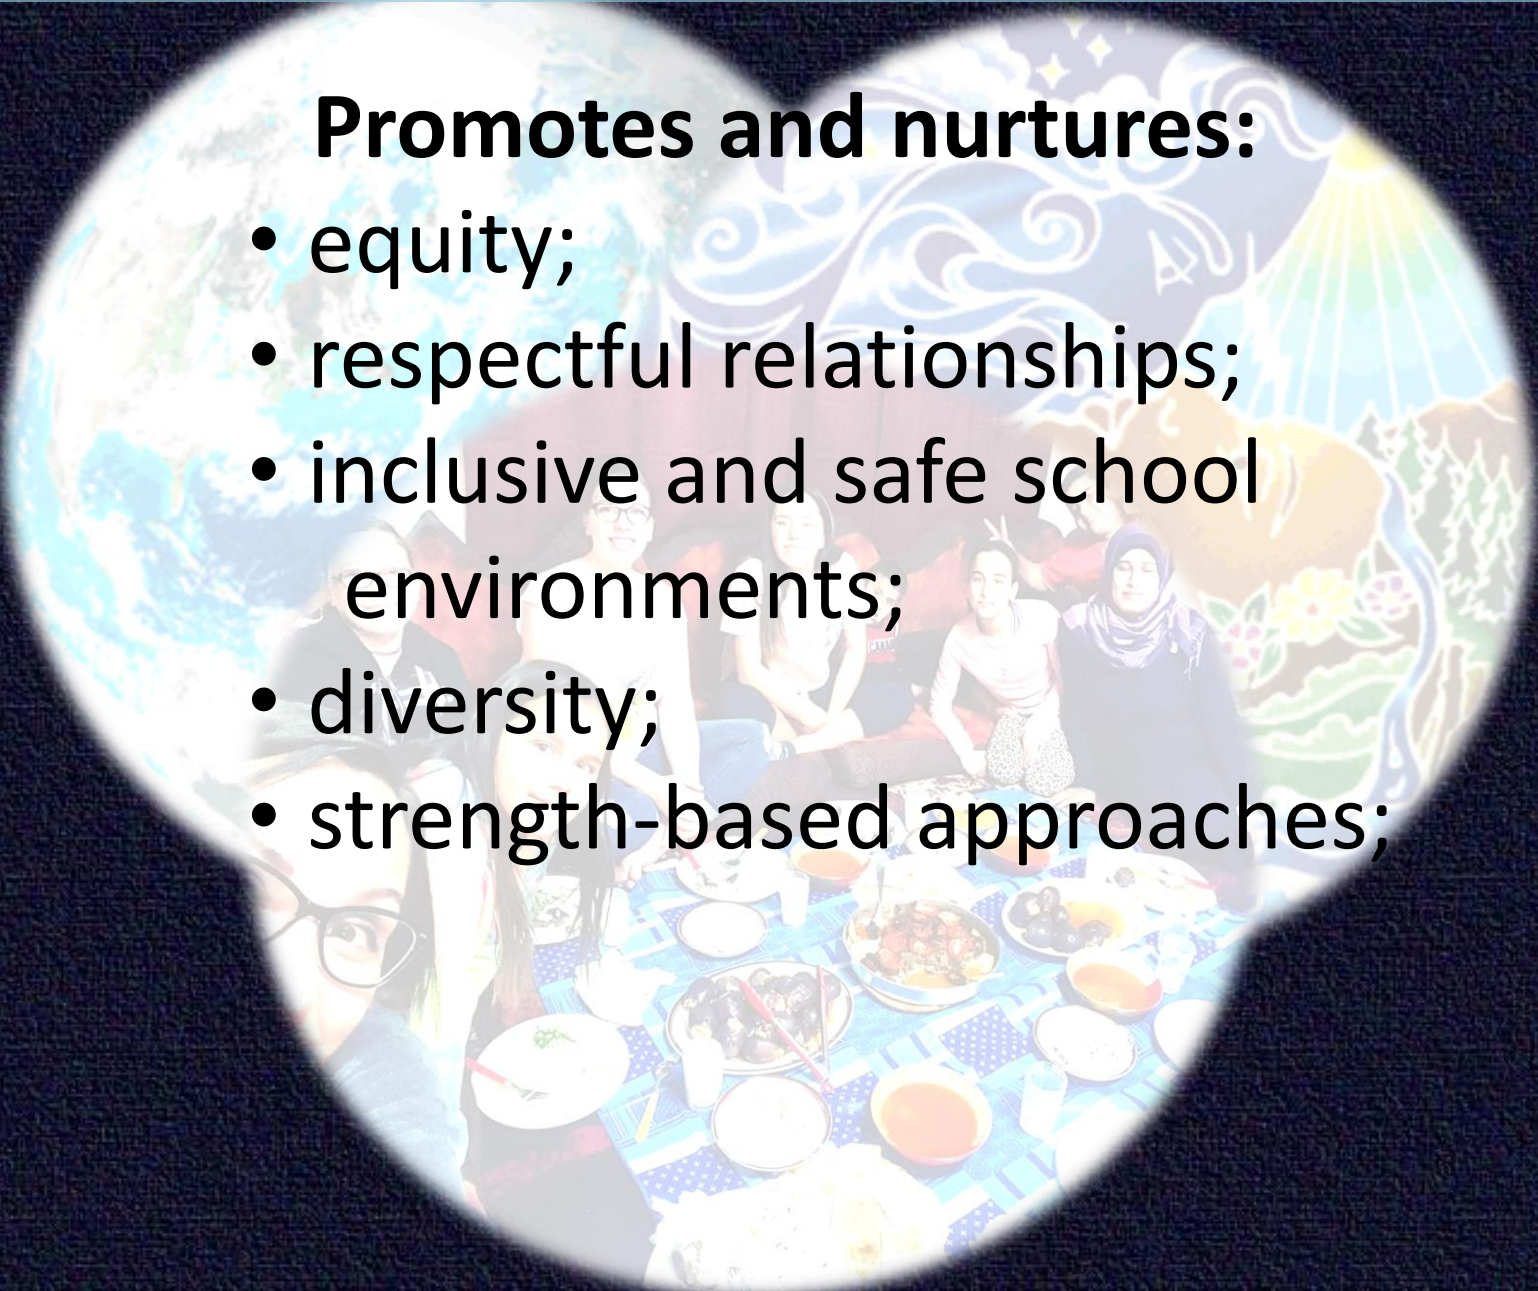 Promotes and nurtures:
• equity;
• respectful relationships;
• inclusive and safe school
environments;
• diversity;
• strength-based approaches;